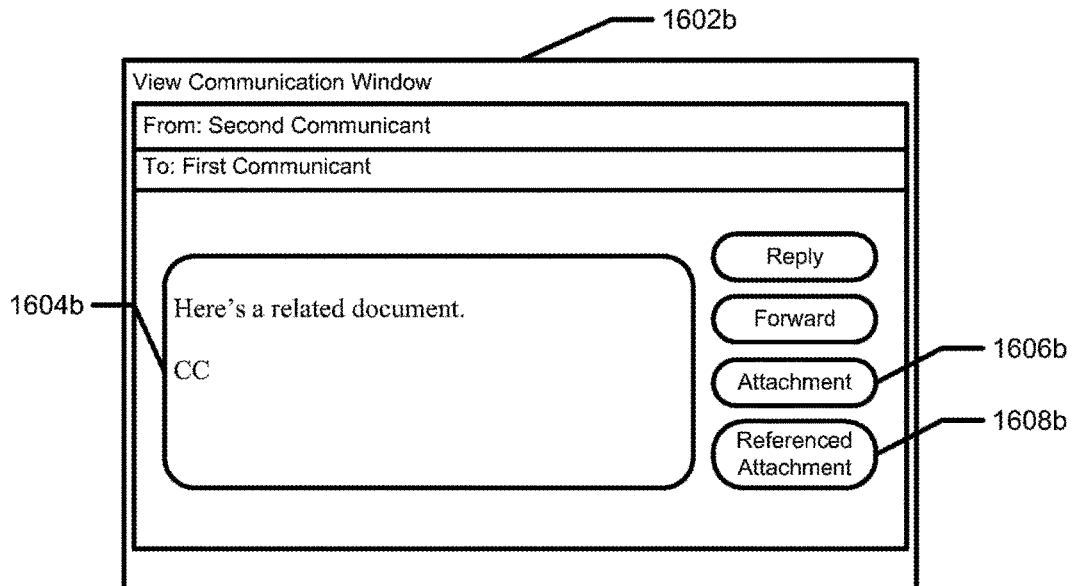 1602b
View Communication Window
From: Second Communicant
To: First Communicant
Reply
1604b
Here’s a related document.
Forward
1606b
CC
Attachment
1608b
Referenced
Attachment